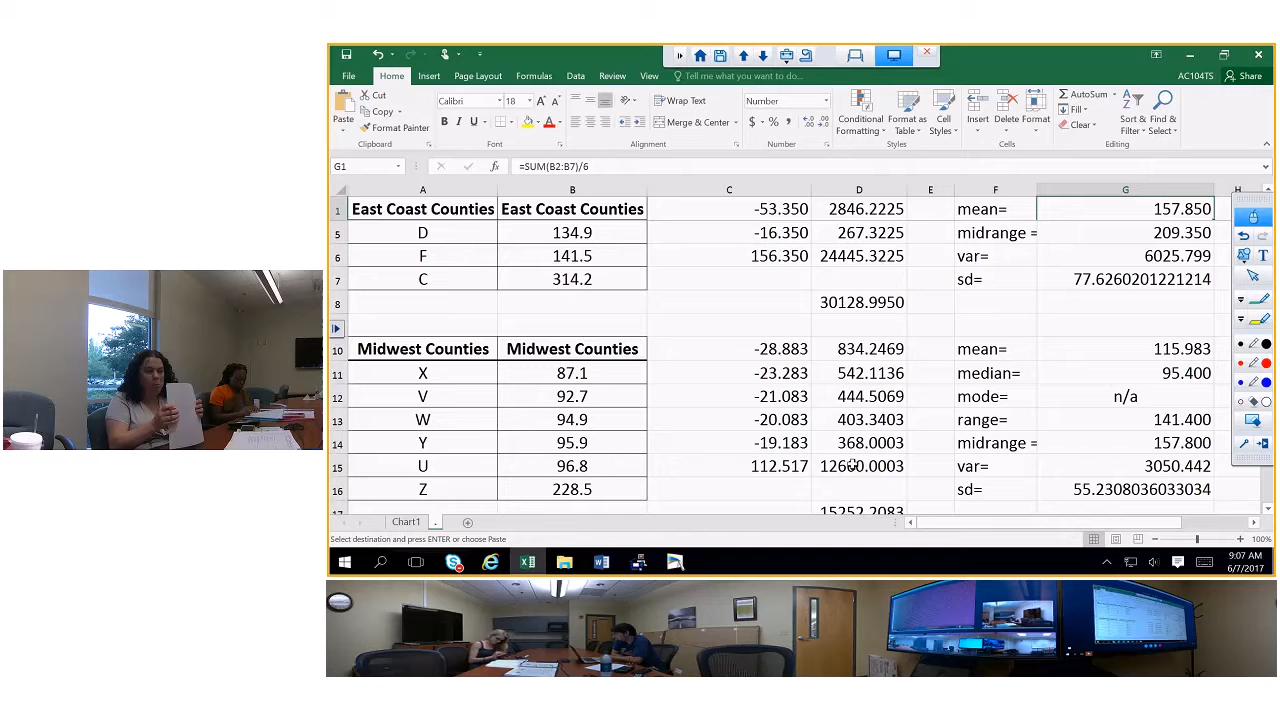 File Home Insert Page Layout Formulas Data Review View Tell me what you want to do... AC104TS Share
Paste Cut Copy Format Painter Clipboard
Calibri 18 B I U Font
Wrap Text Merge & Center Alignment
Number $ % Number
Conditional Formatting Format as Table Cell Styles Styles
Insert Delete Format Cells
AutoSum Fill Clear Sort & Filter Find & Select Editing
G1 fx =SUM(B2:B7)/6
A B C D E F G H
1 East Coast Counties East Coast Counties -53.350 2846.2225 mean= 157.850
5 D 134.9 -16.350 267.3225 midrange = 209.350
6 F 141.5 156.350 24445.3225 var= 6025.799
7 C 314.2 sd= 77.6260201221214
8 30128.9950
10 Midwest Counties Midwest Counties -28.883 834.2469 mean= 115.983
11 X 87.1 -23.283 542.1136 median= 95.400
12 V 92.7 -21.083 444.5069 mode= n/a
13 W 94.9 -20.083 403.3403 range= 141.400
14 Y 95.9 -19.183 368.0003 midrange = 157.800
15 U 96.8 112.517 12660.0003 var= 3050.442
16 Z 228.5 sd= 55.2308036033034
17 15252.2083
Chart1 .
Select destination and press ENTER or choose Paste 100%
9:07 AM
6/7/2017